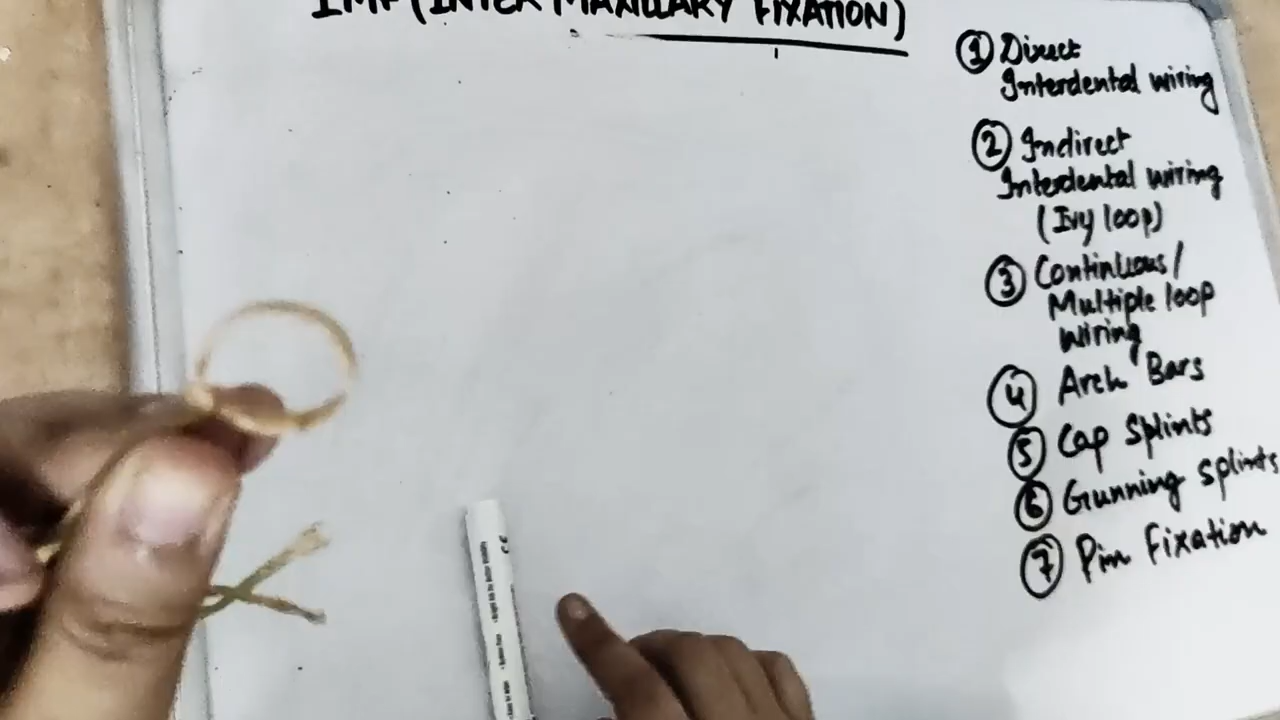 IMF (INTER MAXILLARY FIXATION)
① Direct
Interdental wiring
② Indirect
Interdental wiring
(Ivy loop)
③ Continuous/
Multiple loop
wiring
④ Arch Bars
⑤ Cap Splints
⑥ Gunning splints
⑦ Pin Fixation